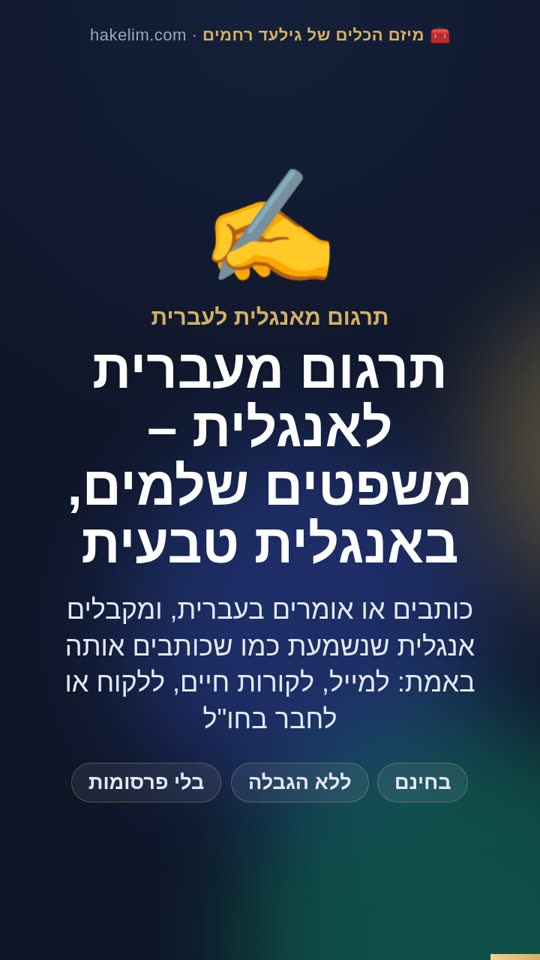 🧰 מיזם הכלים של גילעד רחמים · hakelim.com
תרגום מאנגלית לעברית
תרגום מעברית
לאנגלית –
משפטים שלמים,
באנגלית טבעית
כותבים או אומרים בעברית, ומקבלים
אנגלית שנשמעת כמו שכותבים אותה
באמת: למייל, לקורות חיים, ללקוח או
לחבר בחו"ל
בחינם
ללא הגבלה
בלי פרסומות